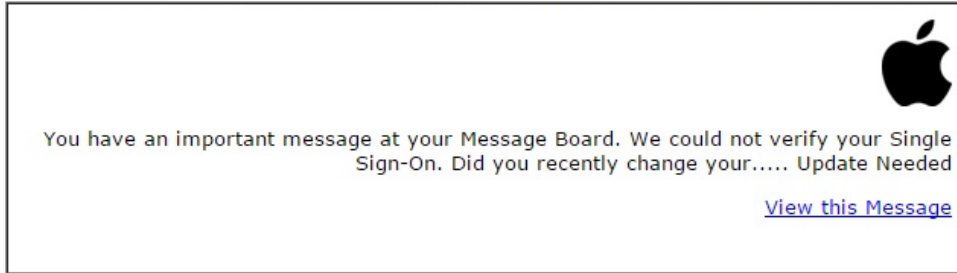 You have an important message at your Message Board. We could not verify your Single
Sign-On. Did you recently change your..... Update Needed
View this Message